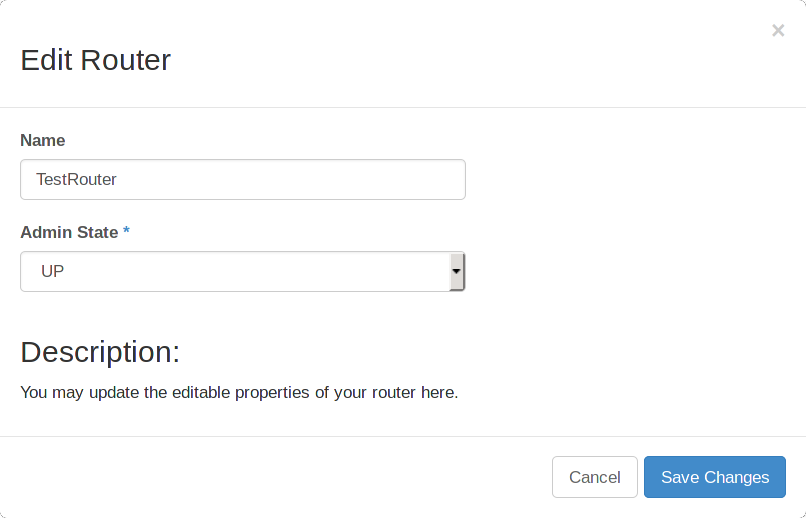 ×
Edit Router
Name
TestRouter
Admin State *
UP
Description:
You may update the editable properties of your router here.
Cancel Save Changes